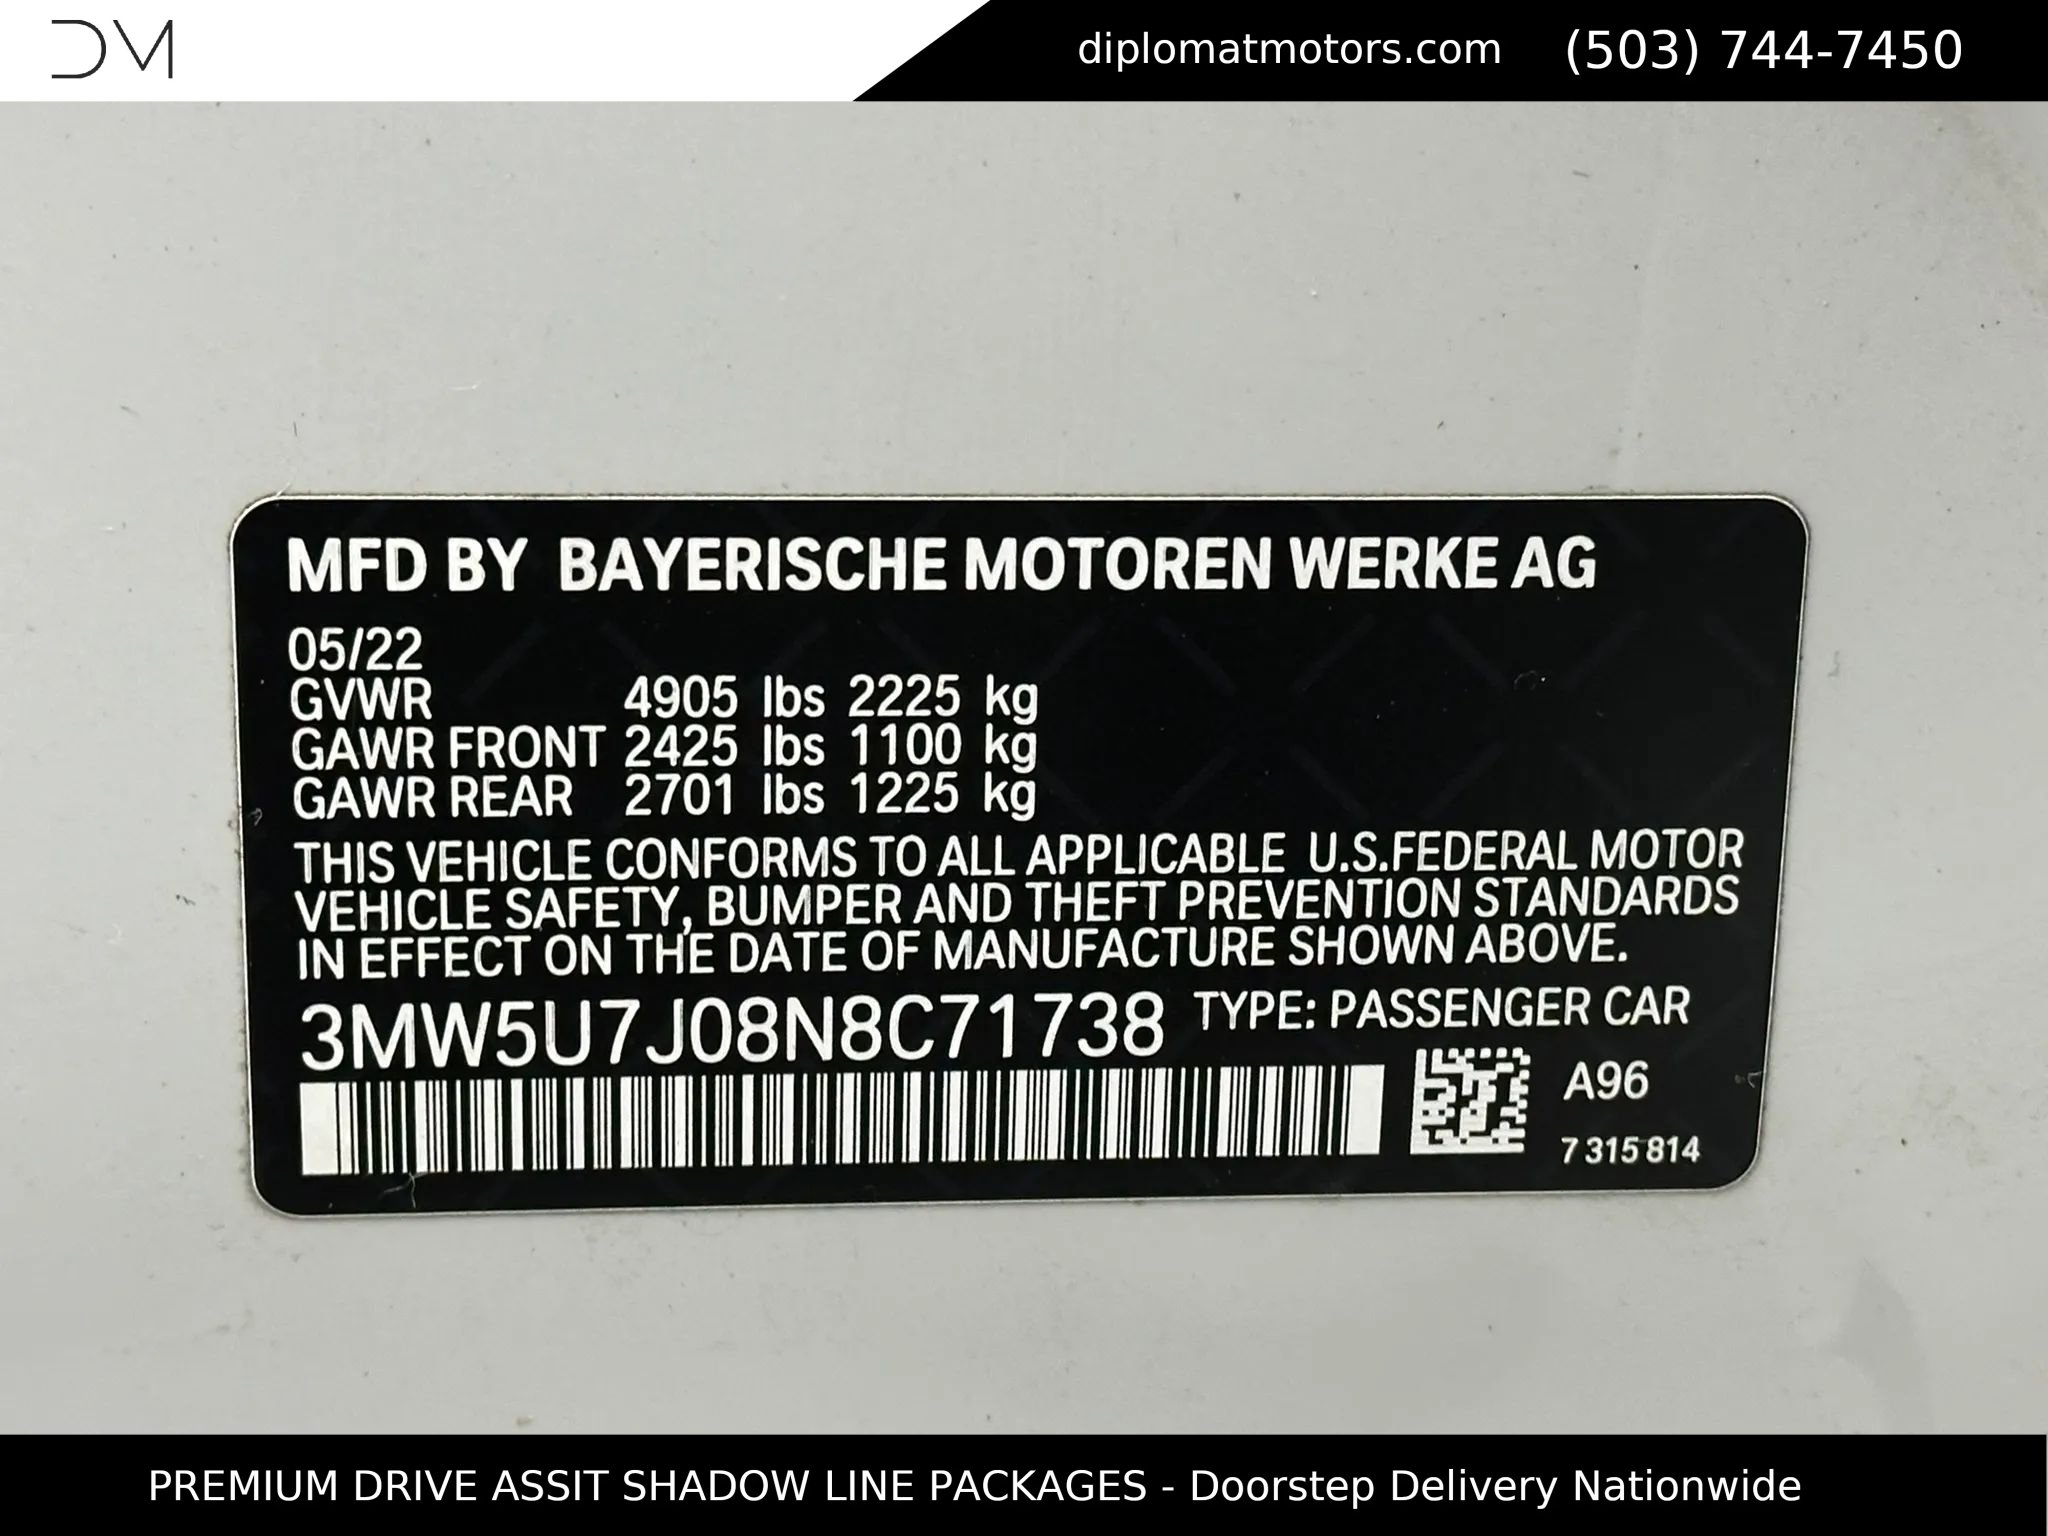 DM
diplomatmotors.com (503) 744-7450
MFD BY BAYERISCHE MOTOREN WERKE AG
05/22
GVWR 4905 lbs 2225 kg
GAWR FRONT 2425 lbs 1100 kg
GAWR REAR 2701 lbs 1225 kg
THIS VEHICLE CONFORMS TO ALL APPLICABLE U.S.FEDERAL MOTOR
VEHICLE SAFETY, BUMPER AND THEFT PREVENTION STANDARDS
IN EFFECT ON THE DATE OF MANUFACTURE SHOWN ABOVE.
3MW5U7J08N8C71738 TYPE: PASSENGER CAR
A96
7 315 814
PREMIUM DRIVE ASSIT SHADOW LINE PACKAGES - Doorstep Delivery Nationwide